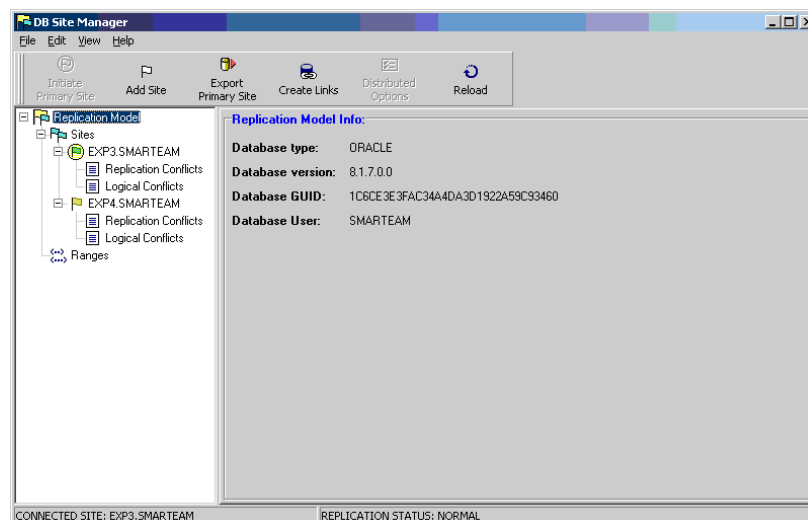 DB Site Manager
File Edit View Help
Initiate
Primary Site
Add Site
Export
Primary Site
Create Links
Distributed
Options
Reload
Replication Model
Sites
EXP3.SMARTEAM
Replication Conflicts
Logical Conflicts
EXP4.SMARTEAM
Replication Conflicts
Logical Conflicts
Ranges
Replication Model Info:
Database type: ORACLE
Database version: 8.1.7.0.0
Database GUID: 1C6CE3E3FAC34A4DA3D1922A59C93460
Database User: SMARTEAM
CONNECTED SITE: EXP3.SMARTEAM
REPLICATION STATUS: NORMAL